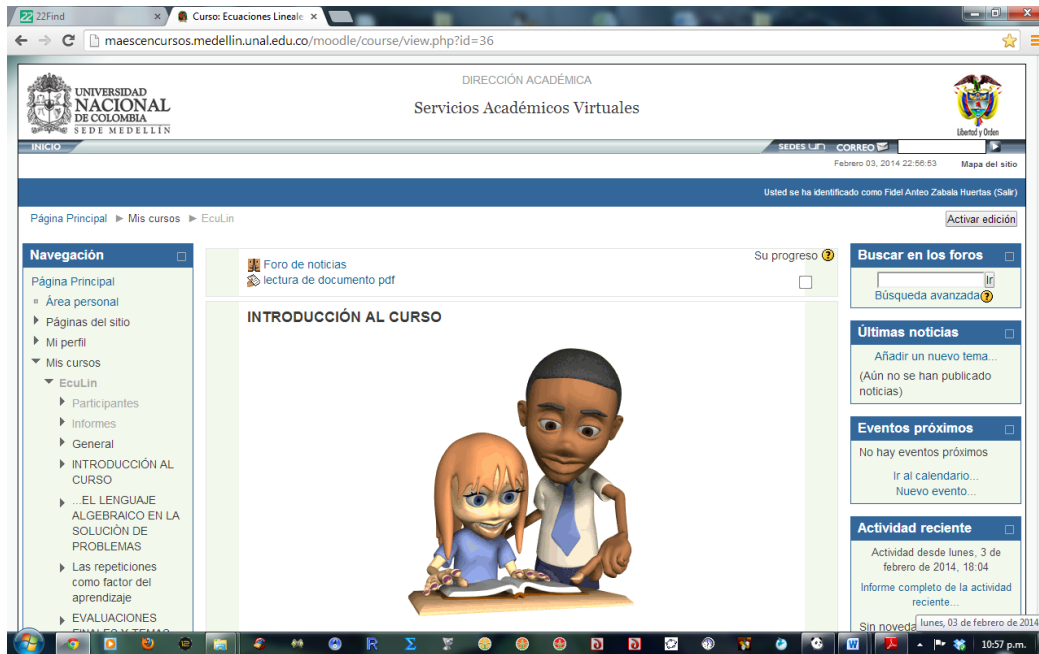 22Find
Curso: Ecuaciones Lineale
maescencursos.medellin.unal.edu.co/moodle/course/view.php?id=36
UNIVERSIDAD
NACIONAL
DE COLOMBIA
SEDE MEDELLÍN
DIRECCIÓN ACADÉMICA
Servicios Académicos Virtuales
Libertad y Orden
INICIO
SEDES UN CORREO
Febrero 03, 2014 22:56:53 Mapa del sitio
Usted se ha identificado como Fidel Anteo Zabala Huertas (Salir)
Página Principal ► Mis cursos ► EcuLin
Activar edición
Navegación
Página Principal
Área personal
Páginas del sitio
Mi perfil
Mis cursos
EcuLin
Participantes
Informes
General
INTRODUCCIÓN AL
CURSO
...EL LENGUAJE
ALGEBRAICO EN LA
SOLUCIÒN DE
PROBLEMAS
Las repeticiones
como factor del
aprendizaje
EVALUACIONES
FINALES Y TEMAS
Su progreso
Foro de noticias
lectura de documento pdf
INTRODUCCIÓN AL CURSO
Buscar en los foros
Ir
Búsqueda avanzada
Últimas noticias
Añadir un nuevo tema...
(Aún no se han publicado
noticias)
Eventos próximos
No hay eventos próximos
Ir al calendario...
Nuevo evento...
Actividad reciente
Actividad desde lunes, 3 de
febrero de 2014, 18:04
Informe completo de la actividad
reciente...
Sin noveda
lunes, 03 de febrero de 2014
10:57 p.m.